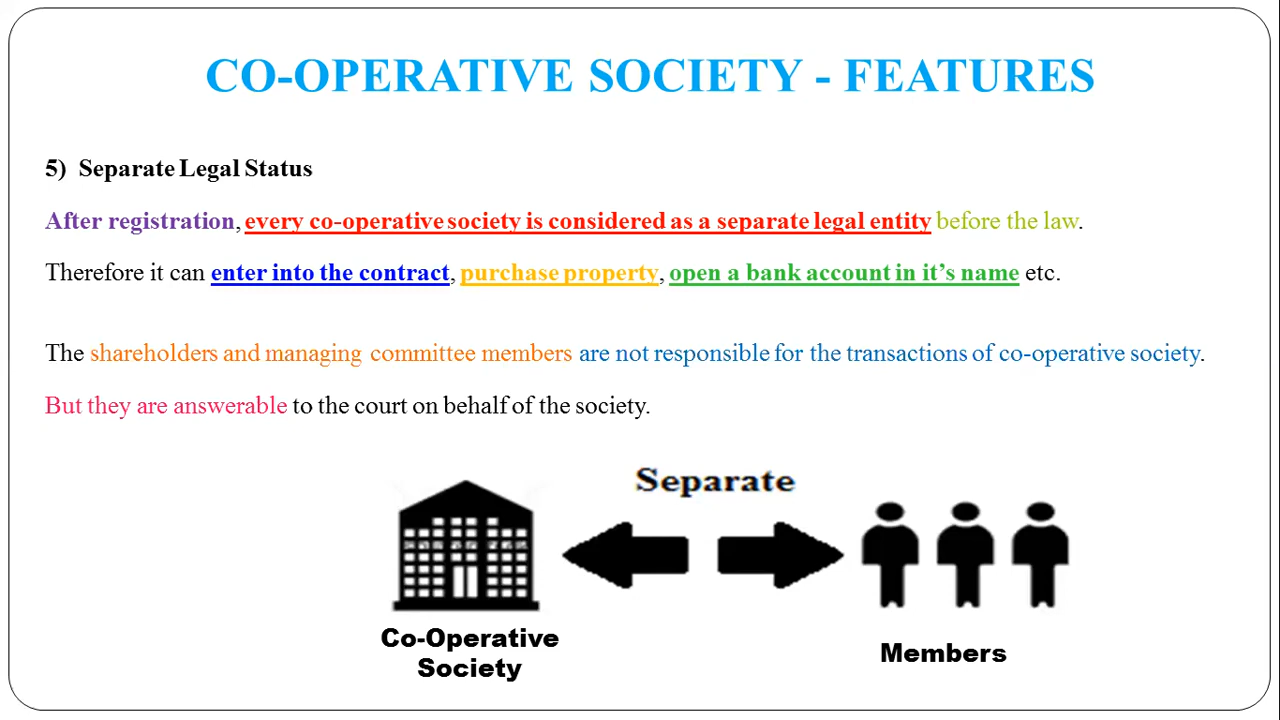 CO-OPERATIVE SOCIETY - FEATURES
5) Separate Legal Status
After registration, every co-operative society is considered as a separate legal entity before the law.
Therefore it can enter into the contract, purchase property, open a bank account in it’s name etc.
The shareholders and managing committee members are not responsible for the transactions of co-operative society.
But they are answerable to the court on behalf of the society.
Separate
Co-Operative
Society
Members